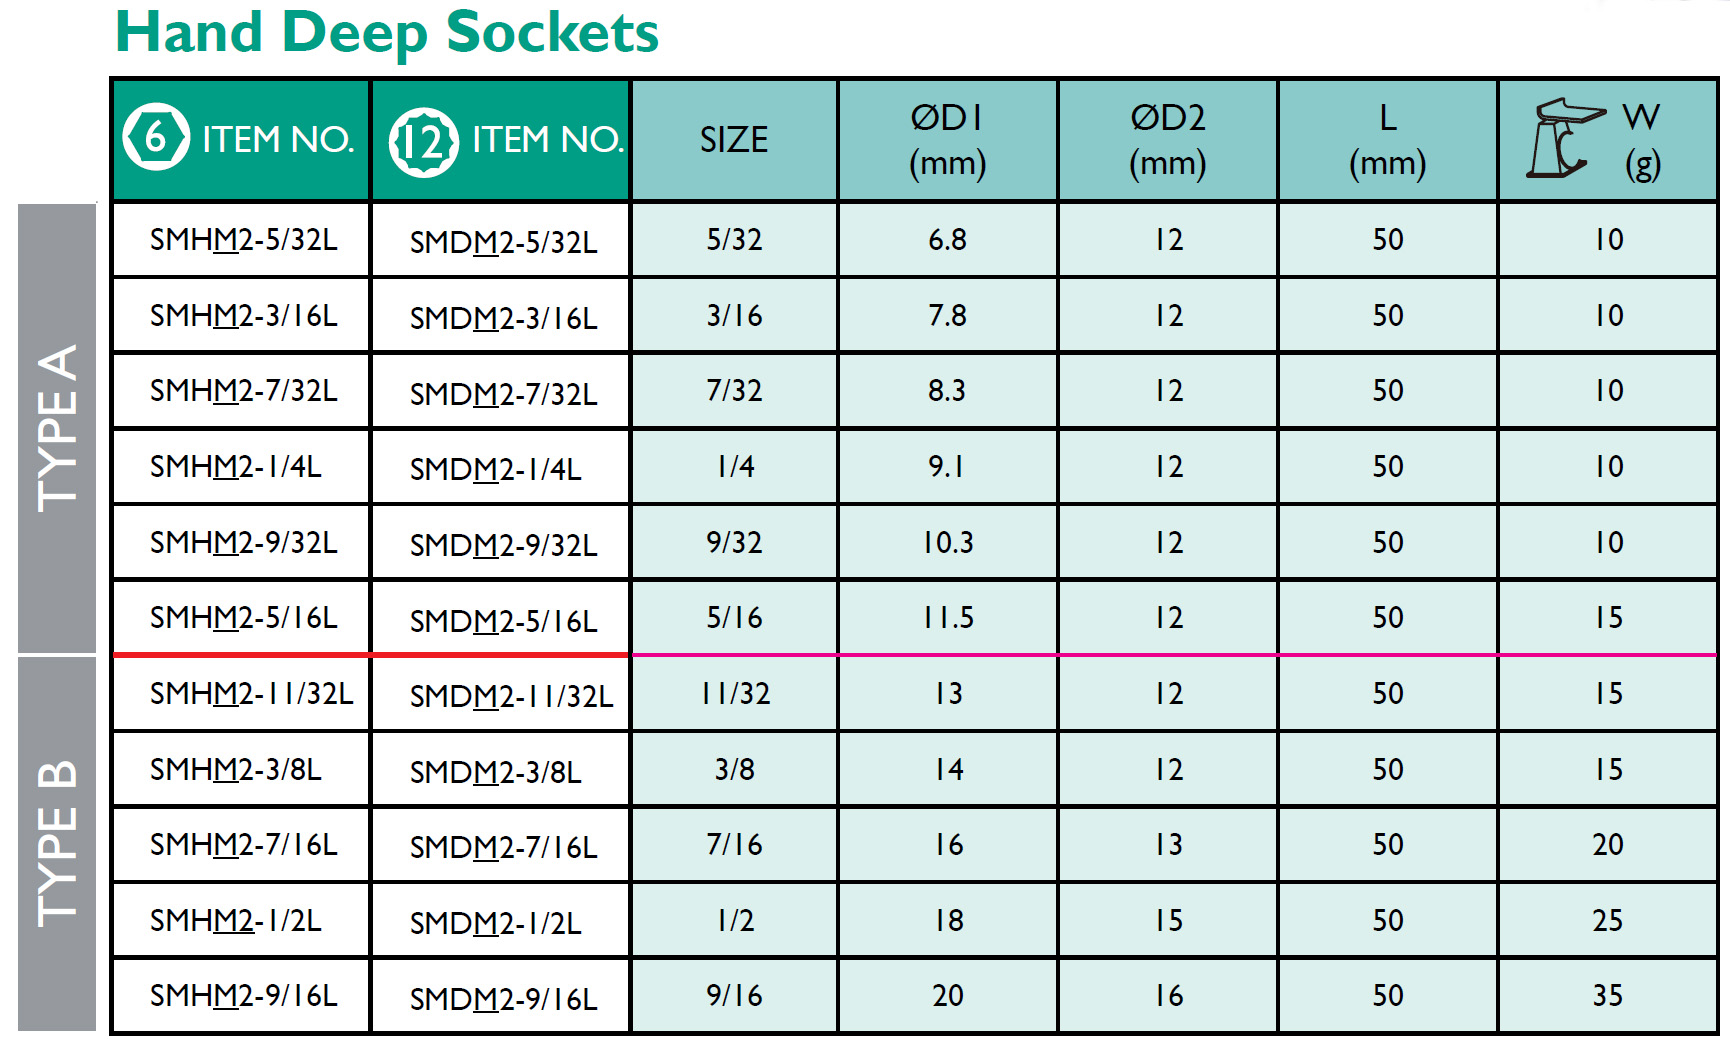 Hand Deep Sockets
6 ITEM NO. 12 ITEM NO. SIZE ØD1 (mm) ØD2 (mm) L (mm) W (g)
TYPE A
SMHM2-5/32L SMDM2-5/32L 5/32 6.8 12 50 10
SMHM2-3/16L SMDM2-3/16L 3/16 7.8 12 50 10
SMHM2-7/32L SMDM2-7/32L 7/32 8.3 12 50 10
SMHM2-1/4L SMDM2-1/4L 1/4 9.1 12 50 10
SMHM2-9/32L SMDM2-9/32L 9/32 10.3 12 50 10
SMHM2-5/16L SMDM2-5/16L 5/16 11.5 12 50 15
TYPE B
SMHM2-11/32L SMDM2-11/32L 11/32 13 12 50 15
SMHM2-3/8L SMDM2-3/8L 3/8 14 12 50 15
SMHM2-7/16L SMDM2-7/16L 7/16 16 13 50 20
SMHM2-1/2L SMDM2-1/2L 1/2 18 15 50 25
SMHM2-9/16L SMDM2-9/16L 9/16 20 16 50 35